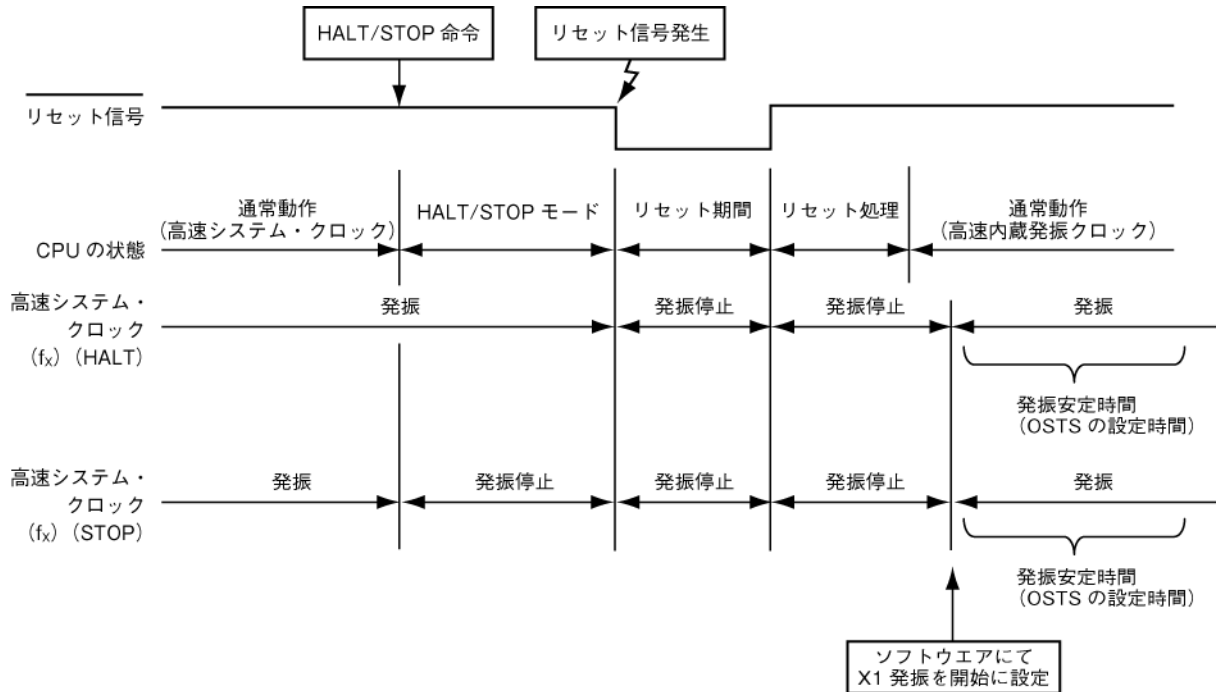 HALT/STOP 命令
リセット信号発生
リセット信号
通常動作
(高速システム・クロック)
HALT/STOP モード
リセット期間
リセット処理
通常動作
(高速内蔵発振クロック)
CPU の状態
高速システム・
クロック
(fX) (HALT)
発振
発振停止
発振停止
発振
発振安定時間
(OSTS の設定時間)
高速システム・
クロック
(fX) (STOP)
発振
発振停止
発振停止
発振停止
発振
発振安定時間
(OSTS の設定時間)
ソフトウエアにて
X1 発振を開始に設定